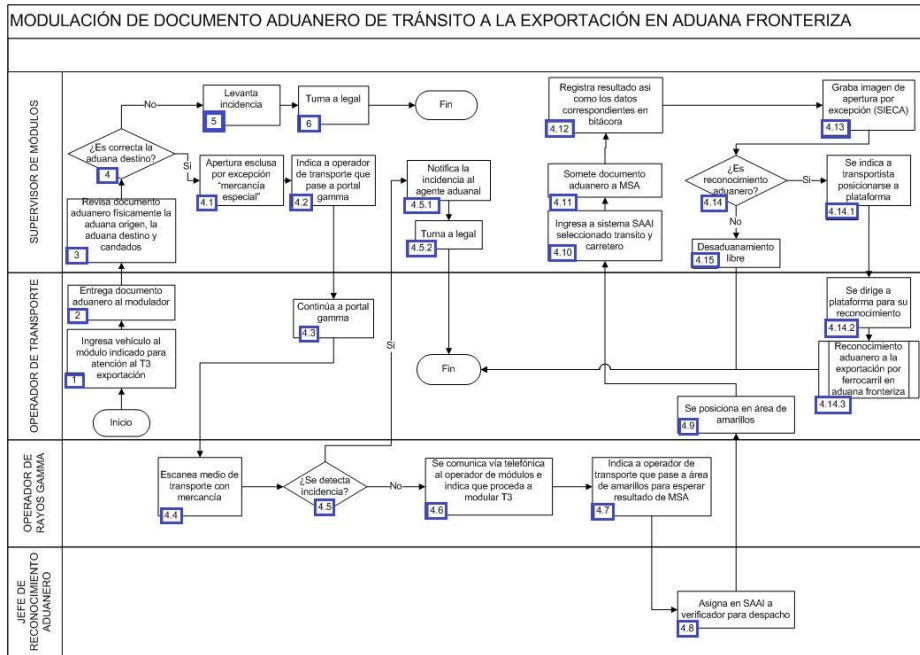 MODULACIÓN DE DOCUMENTO ADUANERO DE TRÁNSITO A LA EXPORTACIÓN EN ADUANA FRONTERIZA
SUPERVISOR DE MÓDULOS
No
Levanta
incidencia
5
Turna a legal
6
Fin
¿Es correcta la
aduana destino?
4
Si
Apertura esclusa
por excepción
“mercancía
especial”
4.1
Indica a operador
de transporte que
pase a portal
gamma
4.2
Revisa documento
aduanero físicamente la
aduana origen, la
aduana destino y
candados
3
Notifica la
incidencia al
agente aduanal
4.5.1
Turna a legal
4.5.2
Registra resultado asi
como los datos
correspondientes en
bitácora
4.12
Graba imagen de
apertura por
excepción (SIECA)
4.13
Somete documento
aduanero a MSA
4.11
Ingresa a sistema SAAI
seleccionado transito y
carretero
4.10
¿Es
reconocimiento
aduanero?
4.14
Si
Se indica a
transportista
posicionarse a
plataforma
4.14.1
No
Desaduanamiento
libre
4.15
OPERADOR DE TRANSPORTE
Entrega documento
aduanero al modulador
2
Ingresa vehículo al
módulo indicado para
atención al T3
exportación
1
Inicio
Continúa a portal
gamma
4.3
Si
Fin
Se dirige a
plataforma para su
reconocimiento
4.14.2
Reconocimiento
aduanero a la
exportación por
ferrocarril en
aduana fronteriza
4.14.3
Se posiciona en área de
amarillos
4.9
OPERADOR DE
RAYOS GAMMA
Escanea medio de
transporte con
mercancía
4.4
¿Se detecta
incidencia?
4.5
No
Se comunica vía telefónica
al operador de módulos e
indica que proceda a
modular T3
4.6
Indica a operador de
transporte que pase a área
de amarillos para esperar
resultado de MSA
4.7
JEFE DE
RECONOCIMIENTO
ADUANERO
Asigna en SAAI a
verificador para despacho
4.8